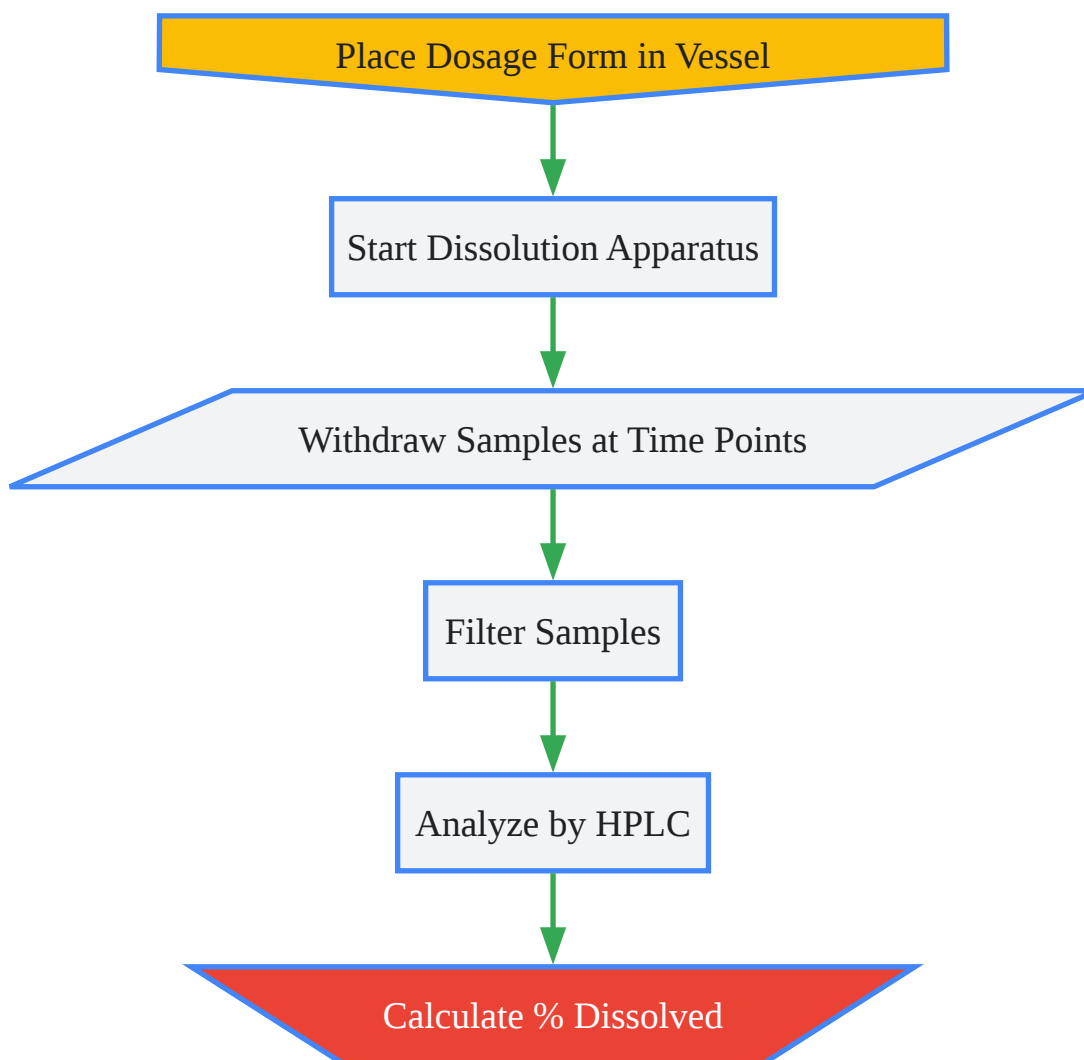 Place Dosage Form in Vessel
Start Dissolution Apparatus
Withdraw Samples at Time Points
Filter Samples
Analyze by HPLC
Calculate % Dissolved